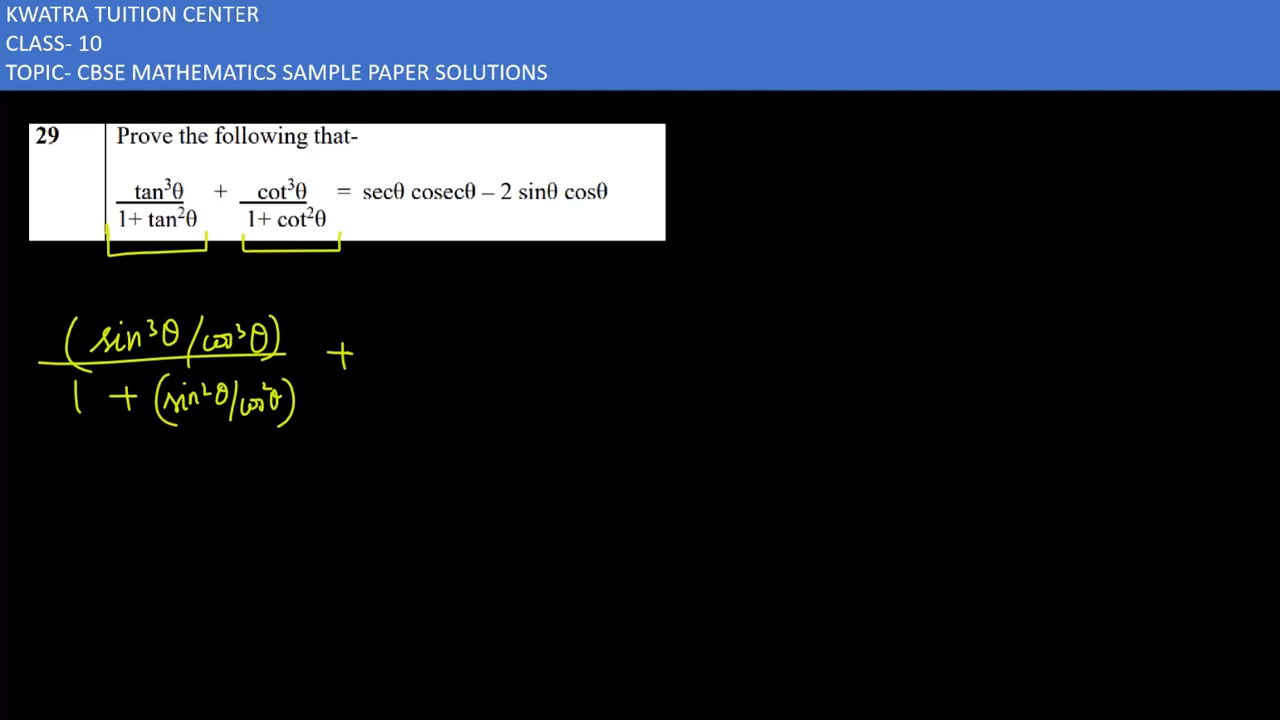 KWATRA TUITION CENTER
CLASS- 10
TOPIC- CBSE MATHEMATICS SAMPLE PAPER SOLUTIONS
29 Prove the following that-
tan³θ + cot³θ = secθ cosecθ – 2 sinθ cosθ
1+ tan²θ 1+ cot²θ
(sin³θ/cos³θ) +
1 + (sin²θ/cos²θ)